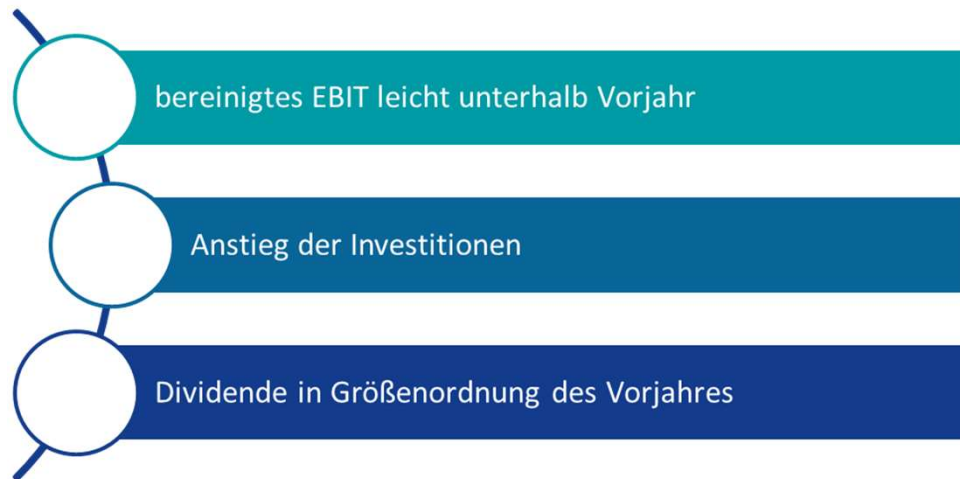 bereinigtes EBIT leicht unterhalb Vorjahr
Anstieg der Investitionen
Dividende in Größenordnung des Vorjahres